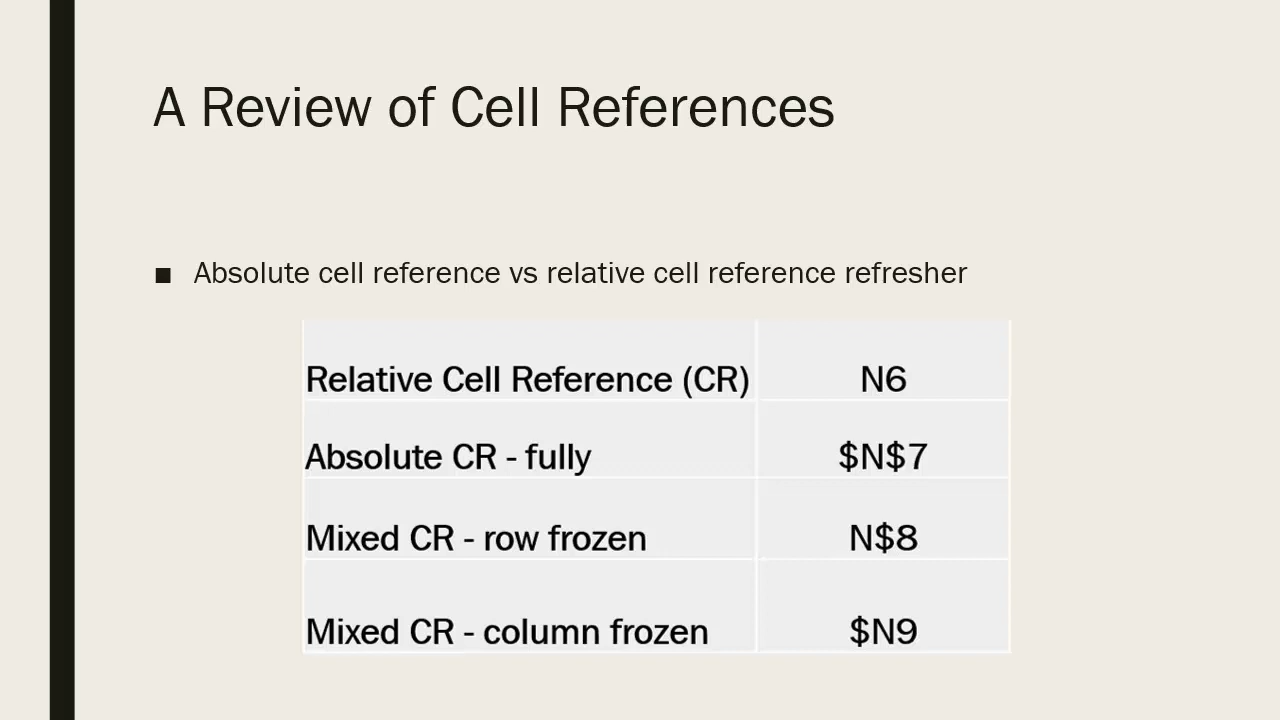 A Review of Cell References
■ Absolute cell reference vs relative cell reference refresher
Relative Cell Reference (CR) N6
Absolute CR - fully $N$7
Mixed CR - row frozen N$8
Mixed CR - column frozen $N9